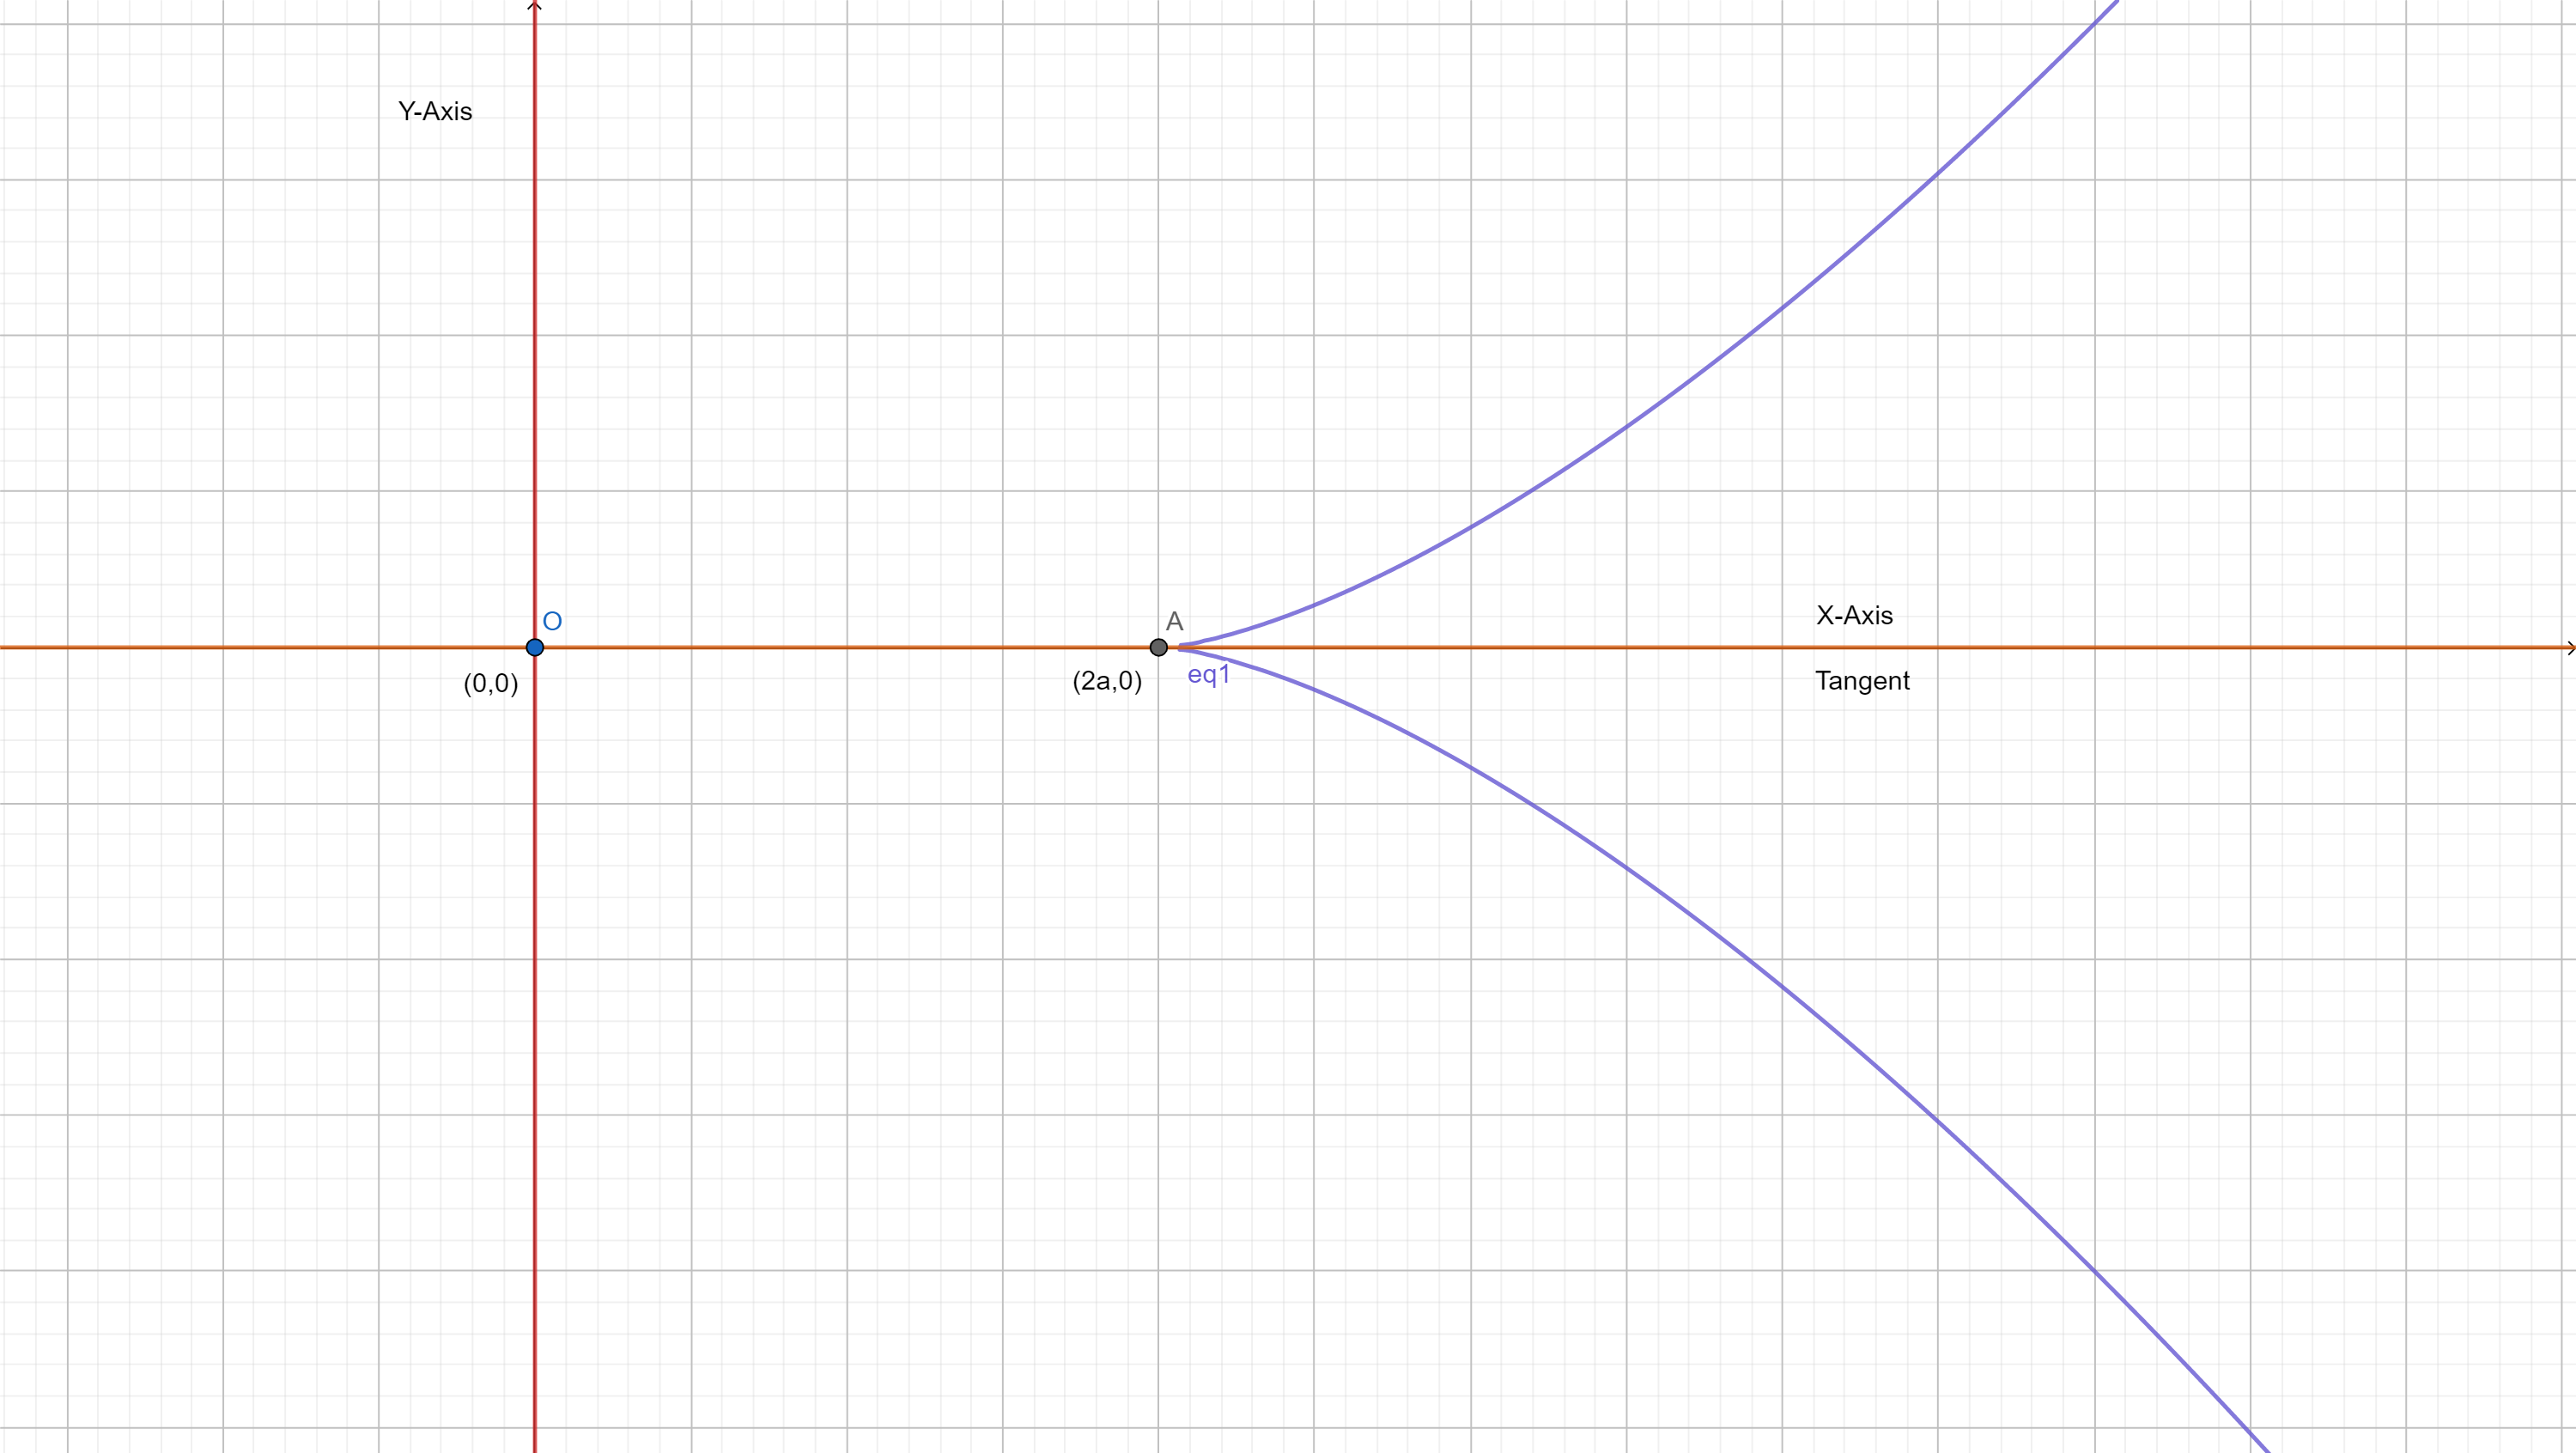 Y-Axis
O
A
X-Axis
(0,0)
(2a,0)
eq1
Tangent